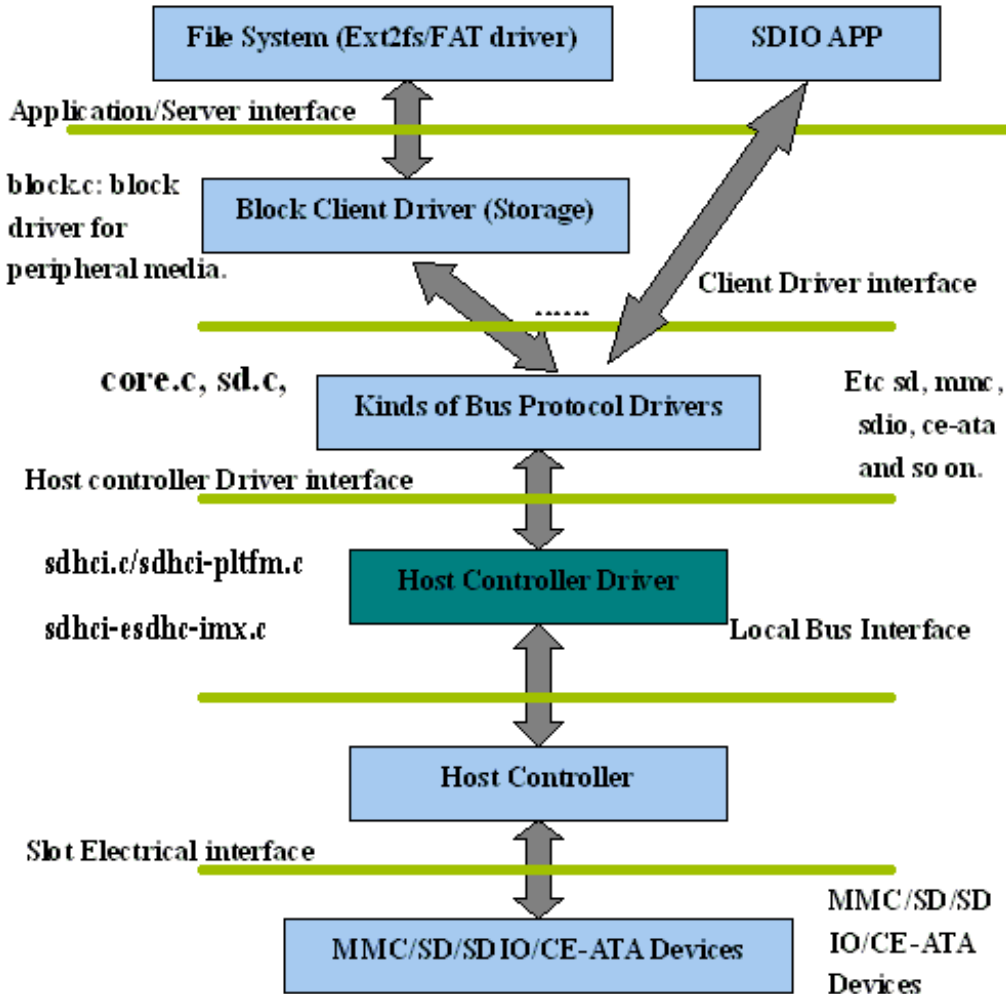 File System (Ext2fs/FAT driver)
SDIO APP
Application/Server interface
block.c: block
driver for
peripheral media.
Block Client Driver (Storage)
Client Driver interface
......
core.c, sd.c,
Kinds of Bus Protocol Drivers
Etc sd, mmc,
sdio, ce-ata
and so on.
Host controller Driver interface
sdhci.c/sdhci-pltfm.c
Host Controller Driver
sdhci-esdhc-imx.c
Local Bus Interface
Host Controller
Slot Electrical interface
MMC/SD/SDIO/CE-ATA Devices
MMC/SD/SD
IO/CE-ATA
Devices